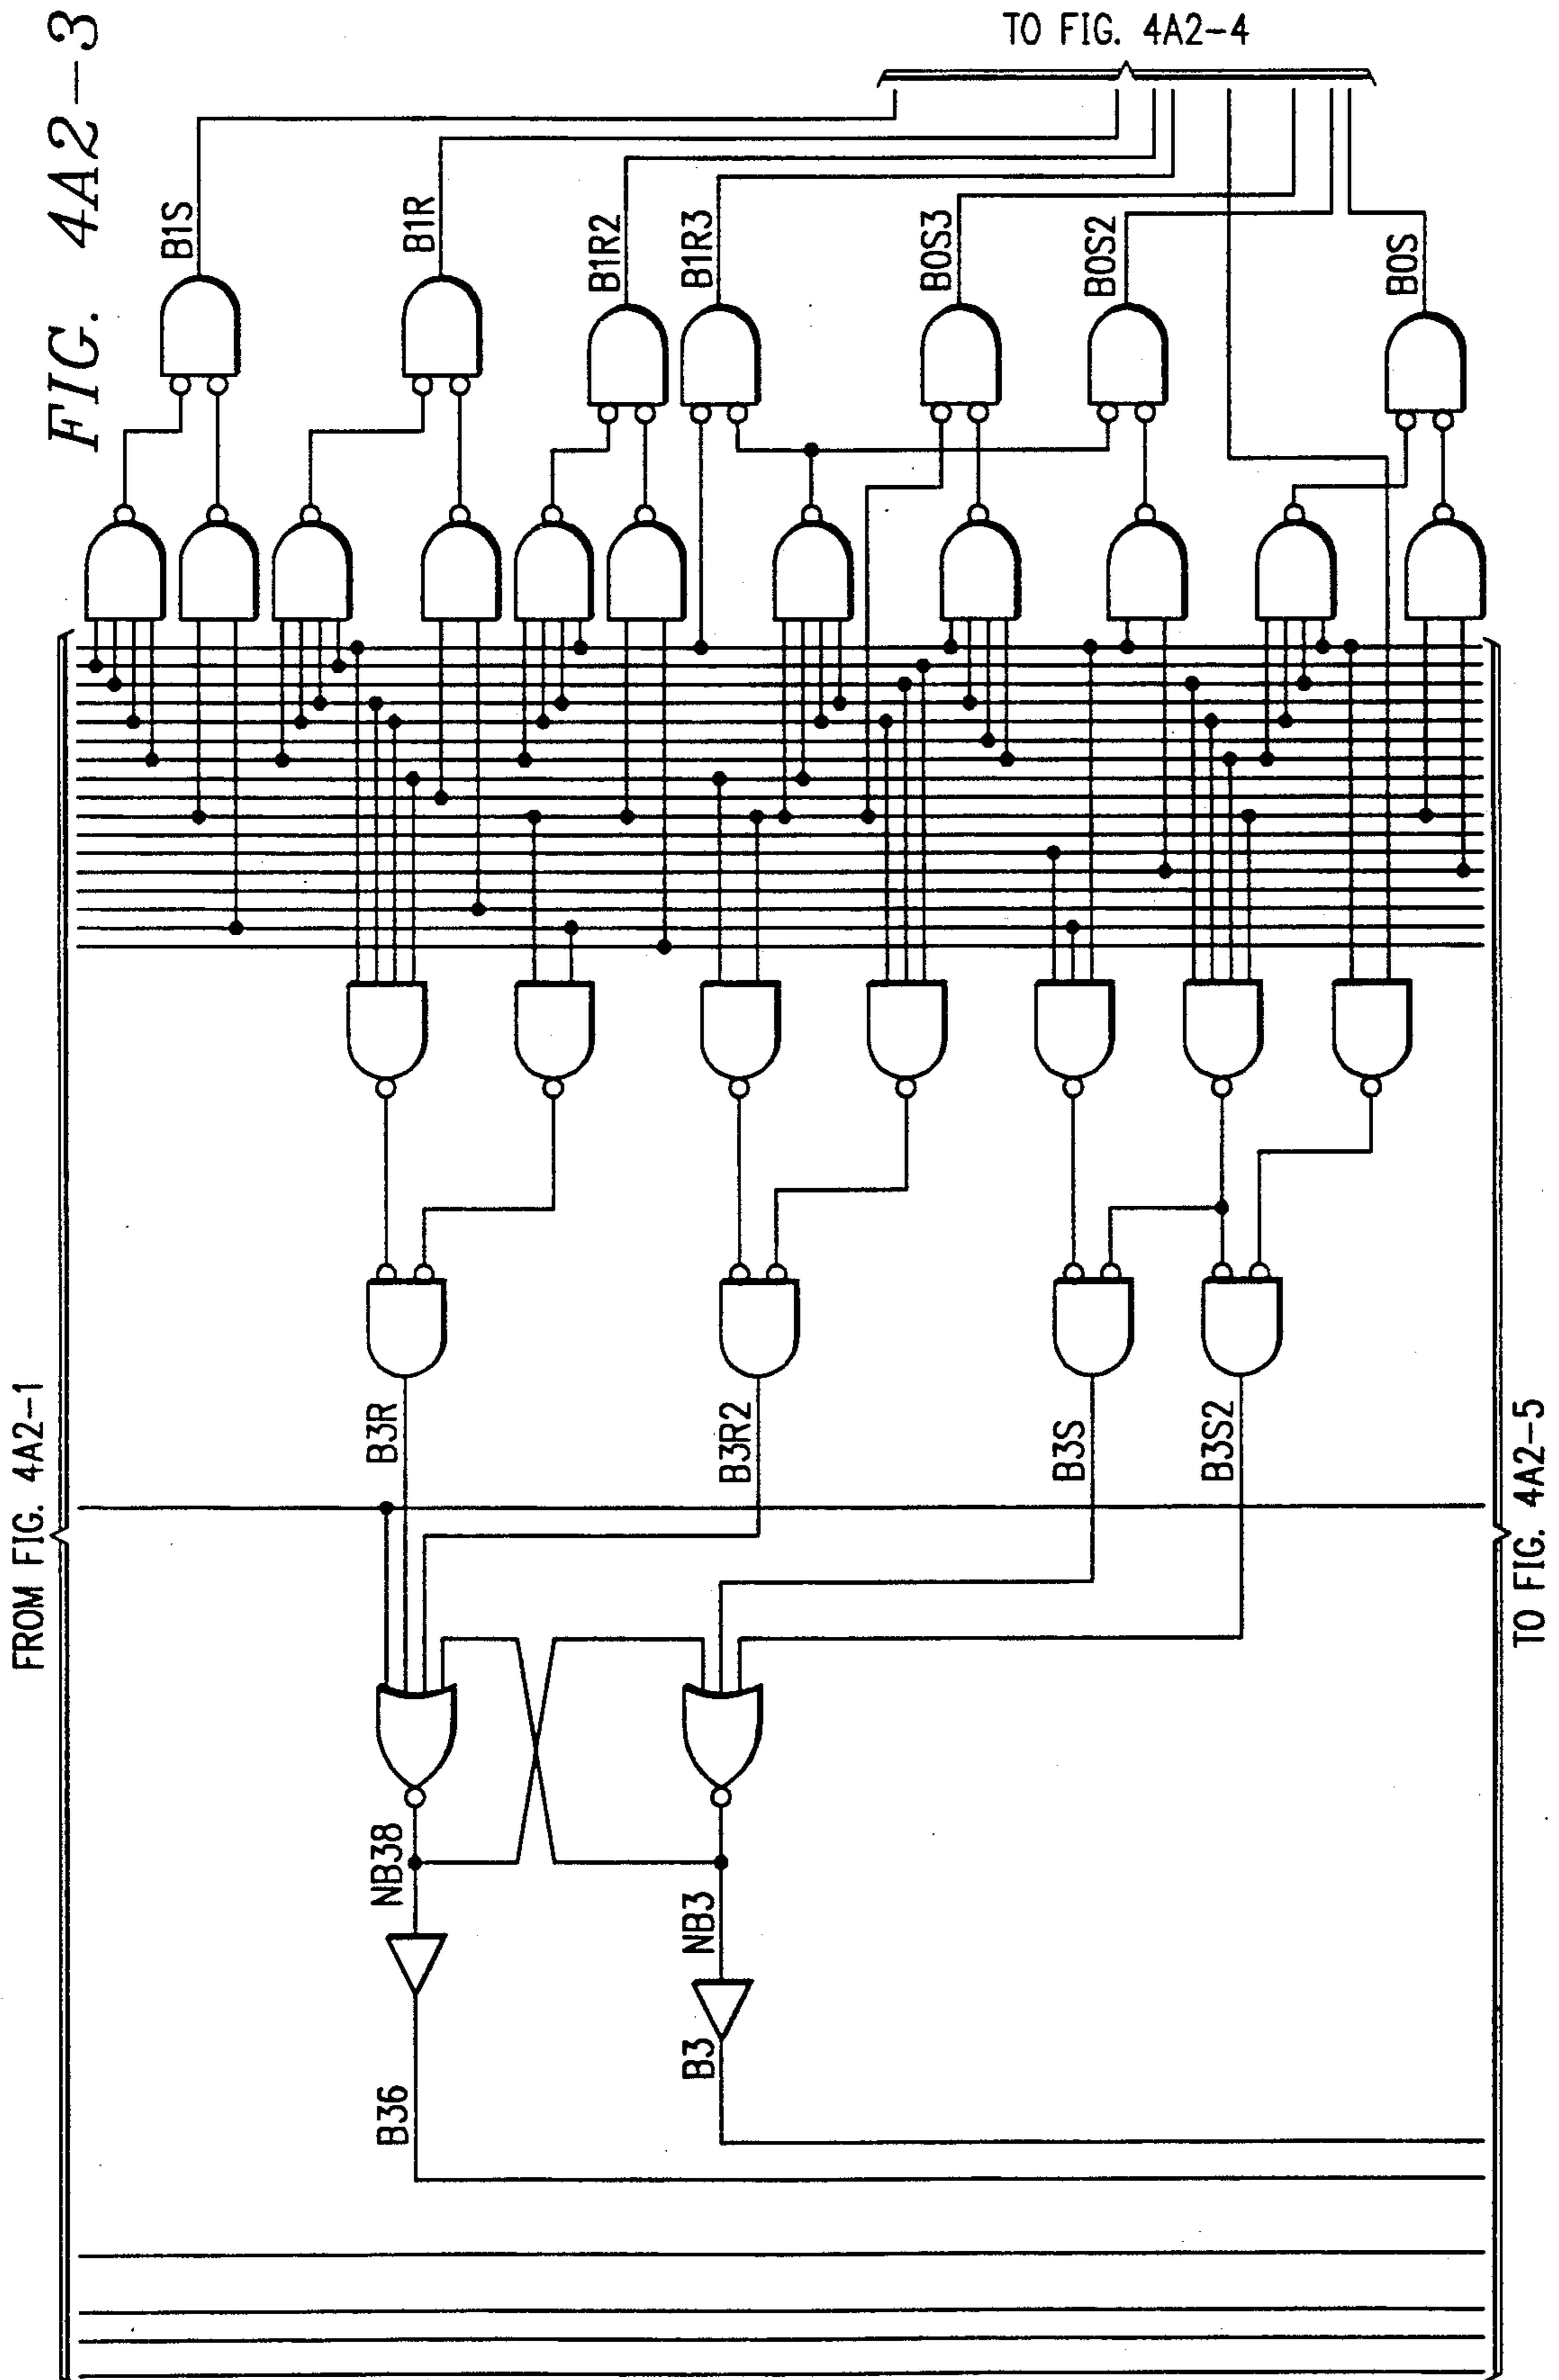 FIG. 4A2-3
TO FIG. 4A2-4
B1S
B1R
B1R2
B1R3
B0S3
B0S2
B0S
FROM FIG. 4A2-1
B3R
B3R2
B3S
B3S2
TO FIG. 4A2-5
NB38
NB3
B36
B3